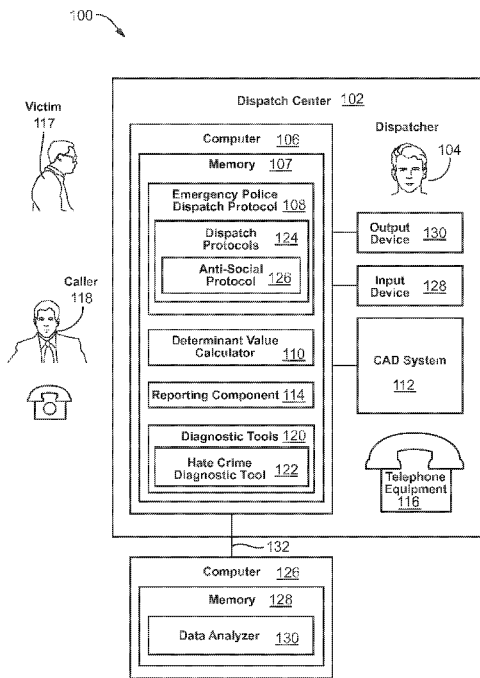 100
Victim
117
Caller
118
Dispatch Center 102
Computer 106
Memory 107
Emergency Police
Dispatch Protocol 108
Dispatch
Protocols
124
Anti-Social
Protocol 126
Determinant Value
Calculator 110
Reporting Component 114
Diagnostic Tools 120
Hate Crime
Diagnostic Tool 122
Dispatcher
104
Output
Device 130
Input
Device 128
CAD System
112
Telephone
Equipment
116
132
Computer 126
Memory 128
Data Analyzer 130